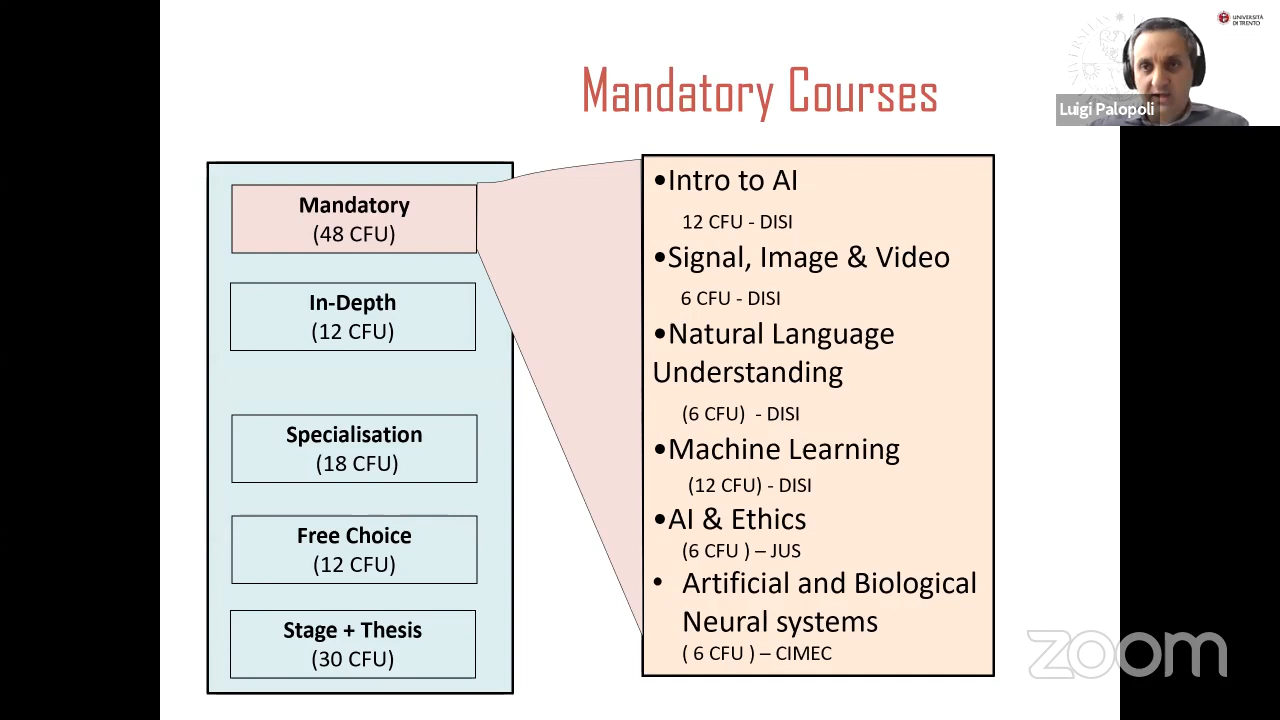 UNIVERSITÀ
DI TRENTO
Luigi Palopoli
Mandatory Courses
Mandatory
(48 CFU)
In-Depth
(12 CFU)
Specialisation
(18 CFU)
Free Choice
(12 CFU)
Stage + Thesis
(30 CFU)
•Intro to AI
12 CFU - DISI
•Signal, Image & Video
6 CFU - DISI
•Natural Language
Understanding
(6 CFU) - DISI
•Machine Learning
(12 CFU) - DISI
•AI & Ethics
(6 CFU ) – JUS
• Artificial and Biological
Neural systems
( 6 CFU ) – CIMEC
zoom